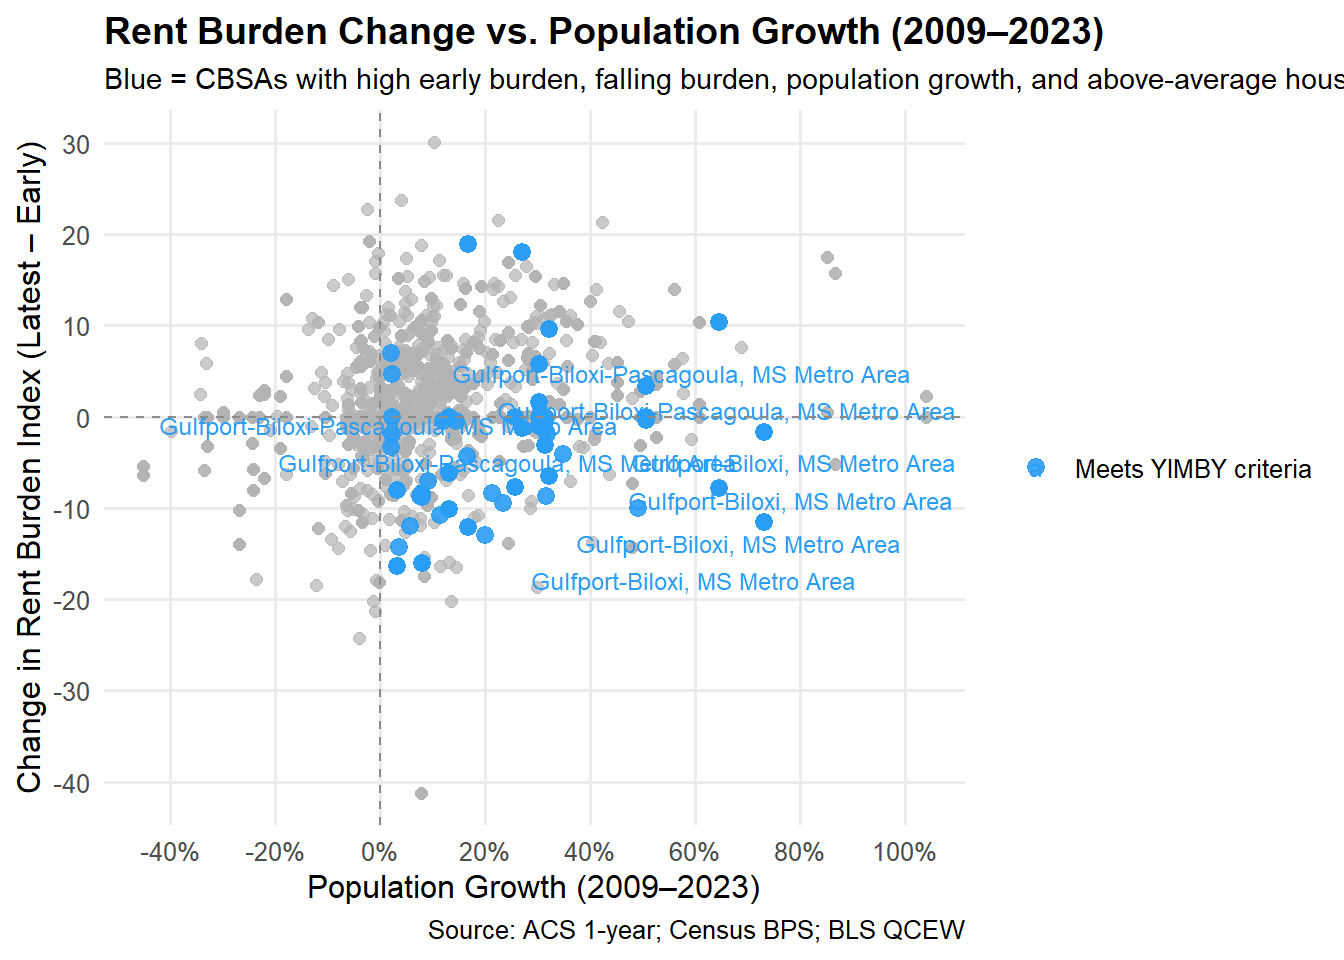 Rent Burden Change vs. Population Growth (2009–2023)
Blue = CBSAs with high early burden, falling burden, population growth, and above-average hous
Change in Rent Burden Index (Latest – Early)
30
20
10
0
-10
-20
-30
-40
Gulfport-Biloxi-Pascagoula, MS Metro Area
Gulfport-Biloxi-Pascagoula, MS Metro Area
Gulfport-Biloxi-Pascagoula, MS Metro Area
Gulfport-Biloxi-Pascagoula, MS Metro Area
Gulfport-Biloxi, MS Metro Area
Gulfport-Biloxi, MS Metro Area
Gulfport-Biloxi, MS Metro Area
Gulfport-Biloxi, MS Metro Area
a Meets YIMBY criteria
-40% -20% 0% 20% 40% 60% 80% 100%
Population Growth (2009–2023)
Source: ACS 1-year; Census BPS; BLS QCEW